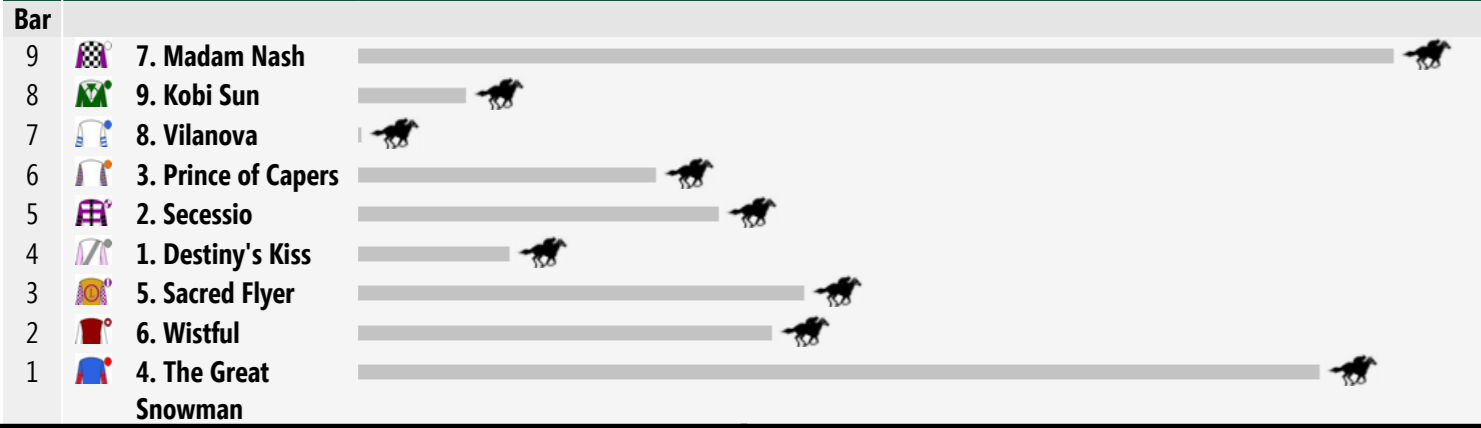 Bar
9 7. Madam Nash
8 9. Kobi Sun
7 8. Vilanova
6 3. Prince of Capers
5 2. Secessio
4 1. Destiny's Kiss
3 5. Sacred Flyer
2 6. Wistful
1 4. The Great
Snowman